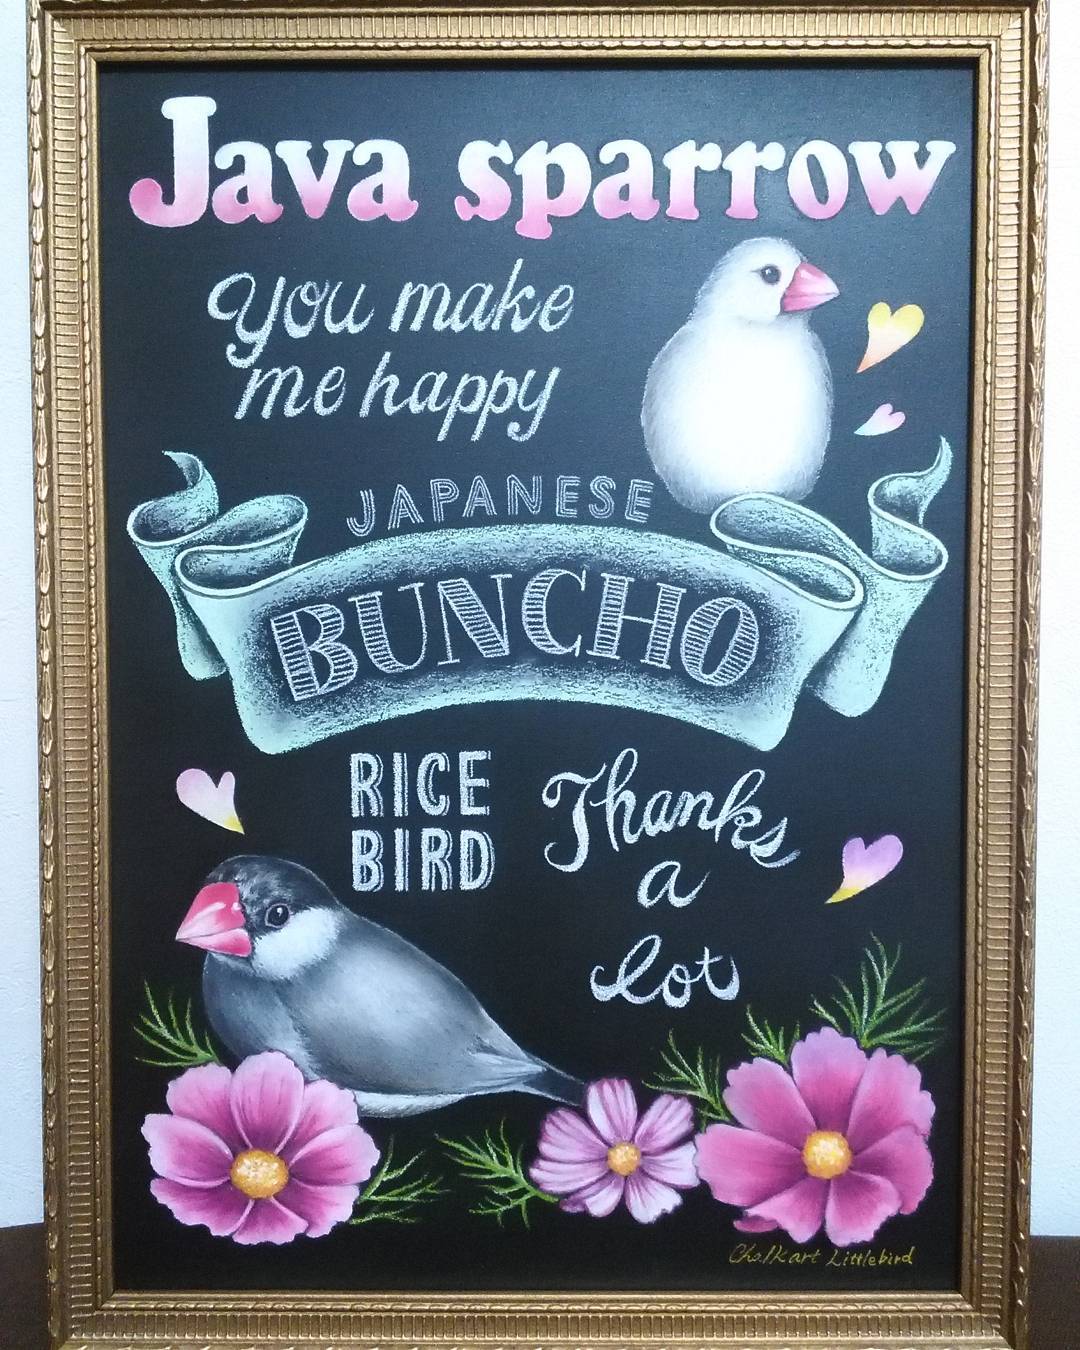 Java sparrow
you make
me happy
JAPANESE
BUNCHO
RICE
BIRD
Thanks
a
lot
Chalkart Littlebird